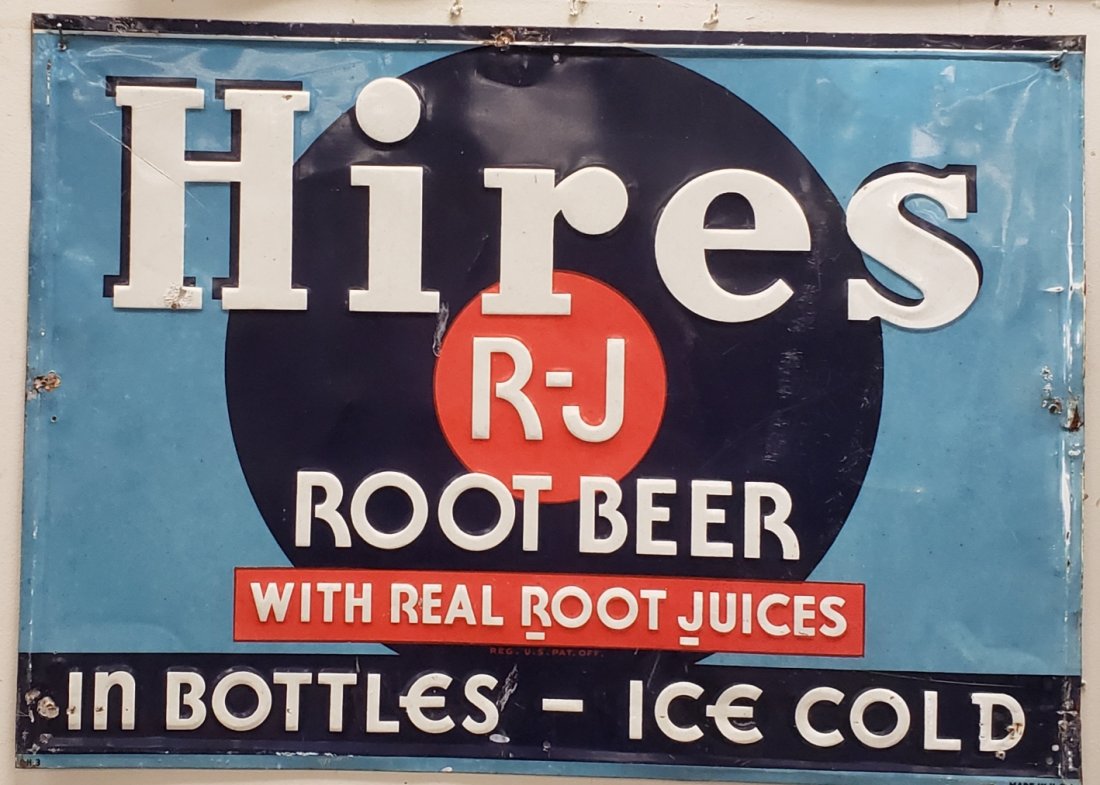 Hires
R-J
ROOT BEER
WITH REAL ROOT JUICES
REG. U.S. PAT. OFF.
In BOTTLES – ICE COLD